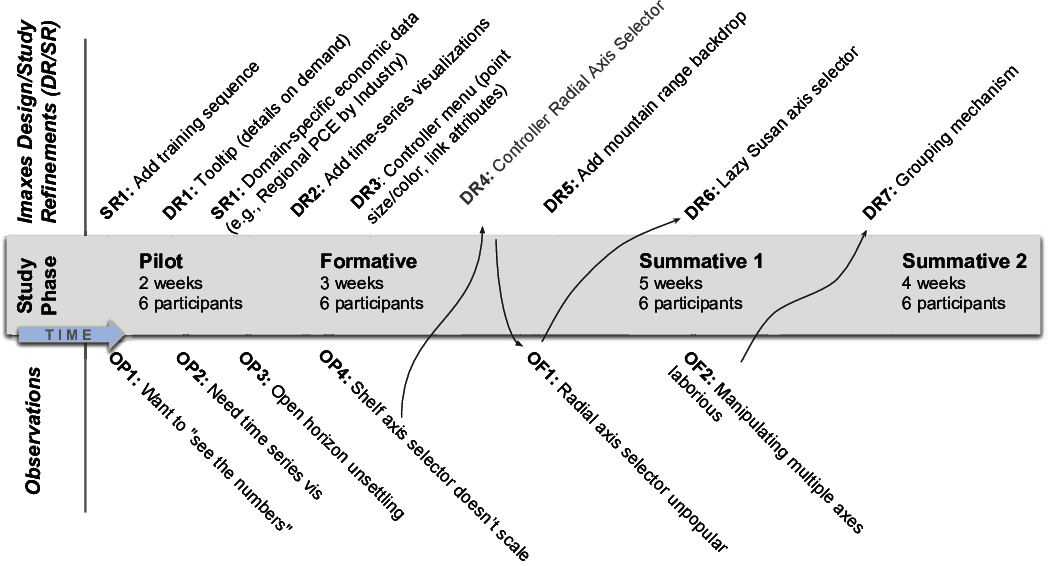 Imaxes Design/Study
Refinements (DR/SR)
SR1: Add training sequence
DR1: Tooltip (details on demand)
SR1: Domain-specific economic data
(e.g., Regional PCE by Industry)
DR2: Add time-series visualizations
DR3: Controller menu (point
size/color, link attributes)
DR4: Controller Radial Axis Selector
DR5: Add mountain range backdrop
DR6: Lazy Susan axis selector
DR7: Grouping mechanism
Study
Phase
Pilot
2 weeks
6 participants
Formative
3 weeks
6 participants
Summative 1
5 weeks
6 participants
Summative 2
4 weeks
6 participants
TIME
Observations
OP1: Want to "see the numbers"
OP2: Need time series vis
OP3: Open horizon unsettling
OP4: Shelf axis selector doesn't scale
OF1: Radial axis selector unpopular
OF2: Manipulating multiple axes
laborious